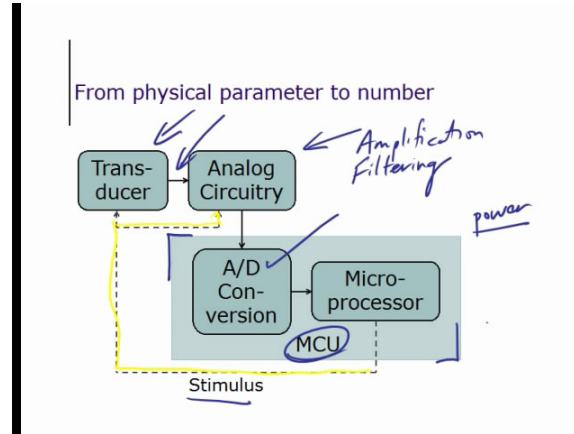 From physical parameter to number
Amplification
Filtering
Trans-
ducer
Analog
Circuitry
power
A/D
Con-
version
Micro-
processor
MCU
Stimulus